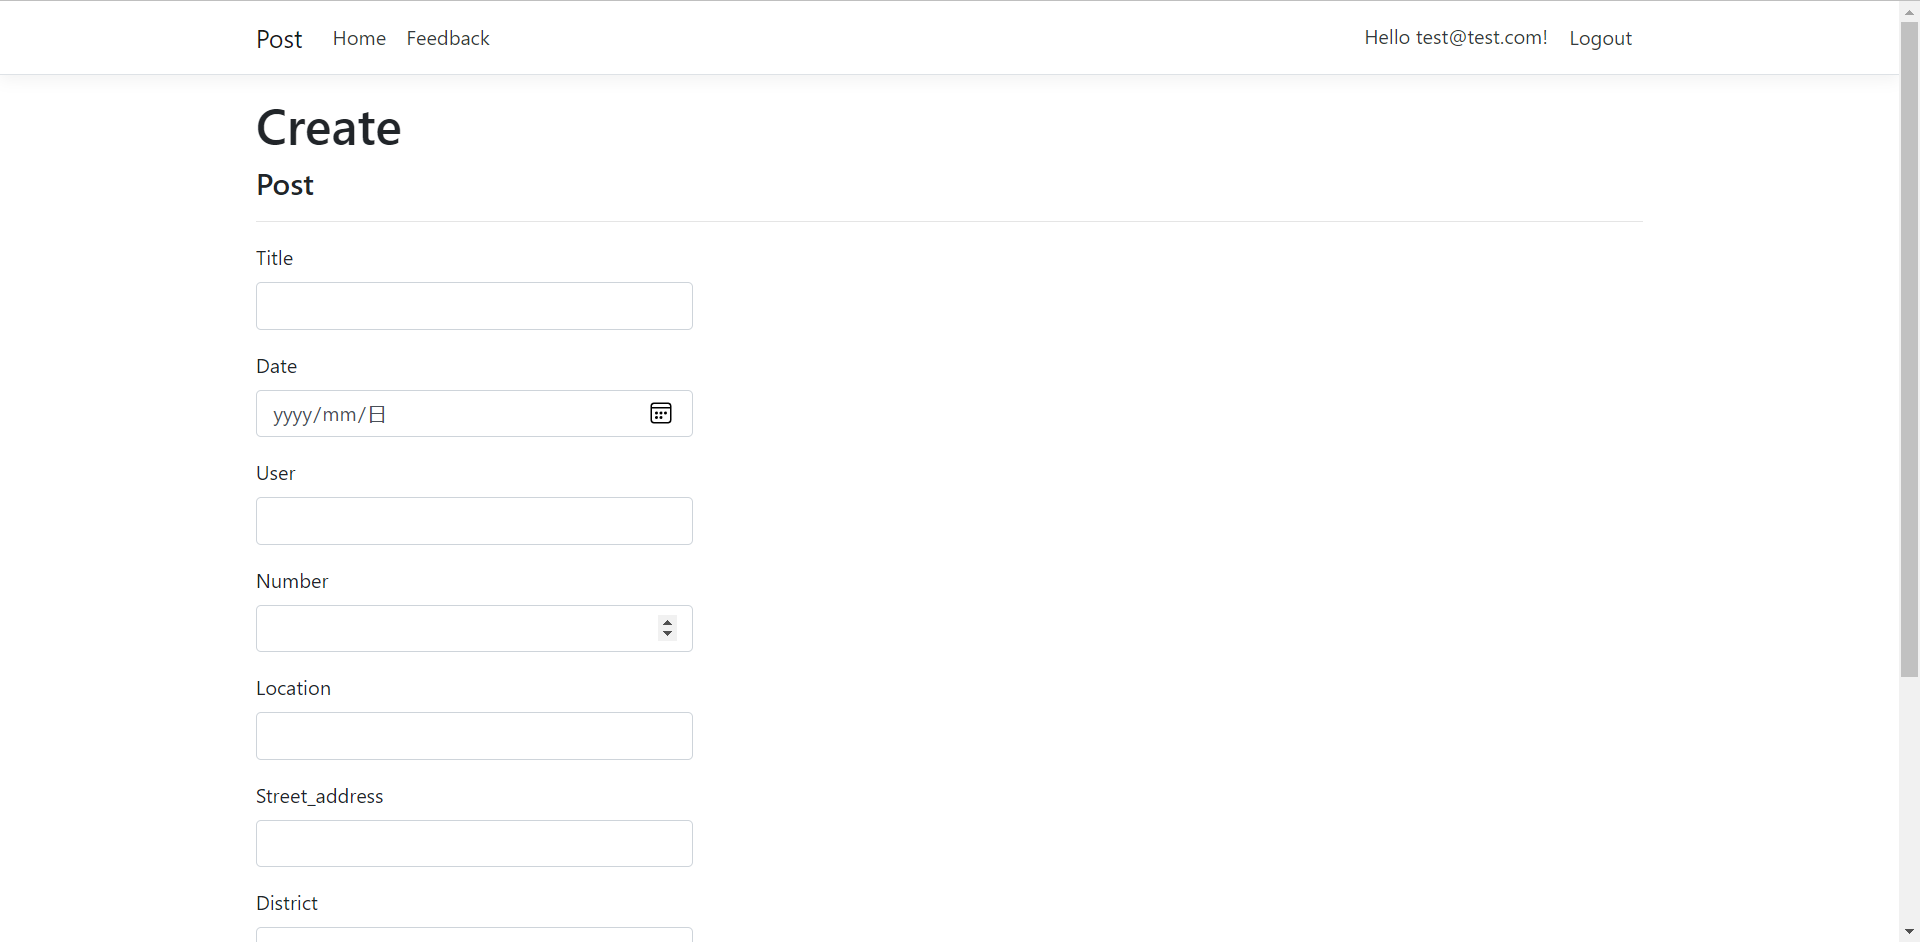 Post Home Feedback Hello test@test.com! Logout
Create
Post
Title
Date
yyyy/mm/日
User
Number
Location
Street_address
District